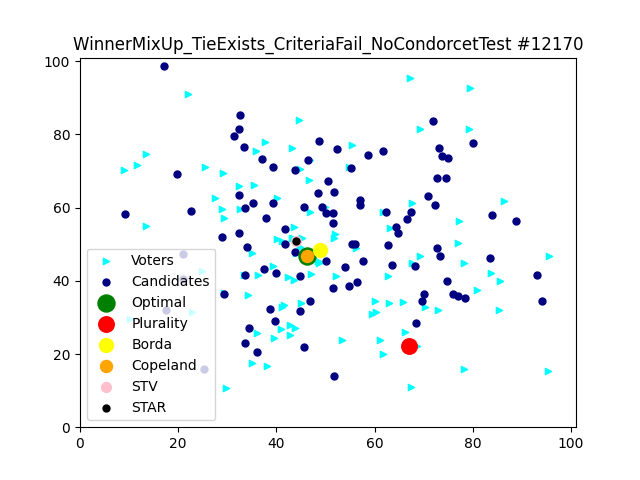 WinnerMixUp_TieExists_CriteriaFail_NoCondorcetTest #12170
100
80
60
40
20
0
Voters
Candidates
Optimal
Plurality
Borda
Copeland
STV
STAR
0 20 40 60 80 100